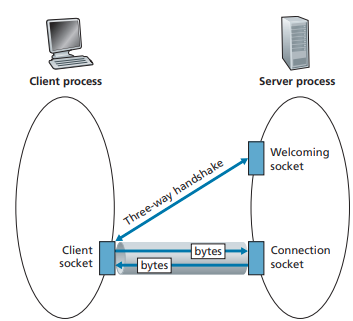 Client process
Server process
Welcoming
socket
Three-way handshake
Client
socket
bytes
bytes
Connection
socket